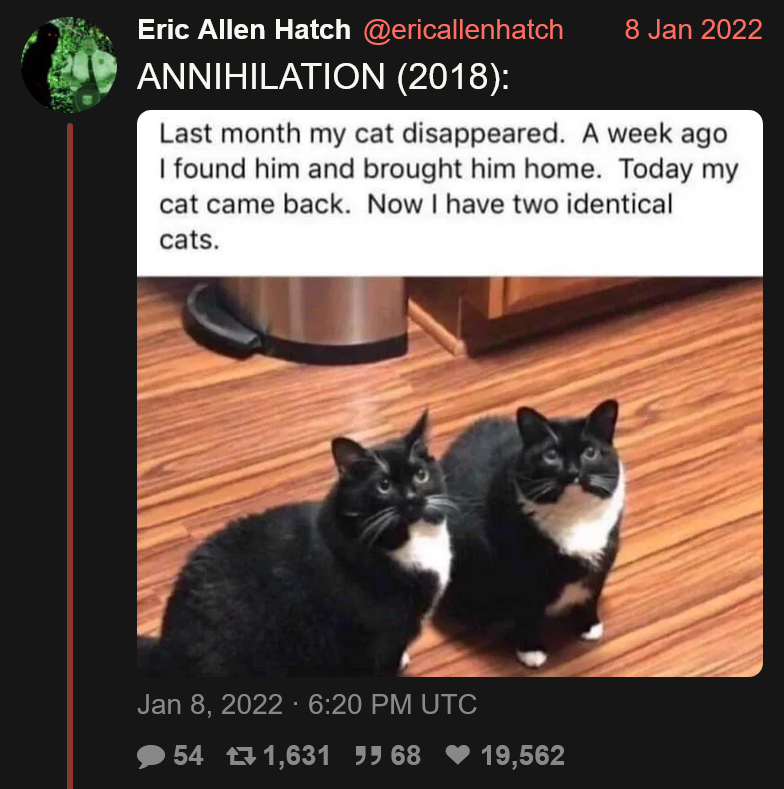 Eric Allen Hatch @ericallenhatch 8 Jan 2022
ANNIHILATION (2018):
Last month my cat disappeared. A week ago
I found him and brought him home. Today my
cat came back. Now I have two identical
cats.
Jan 8, 2022 · 6:20 PM UTC
54 1,631 68 19,562